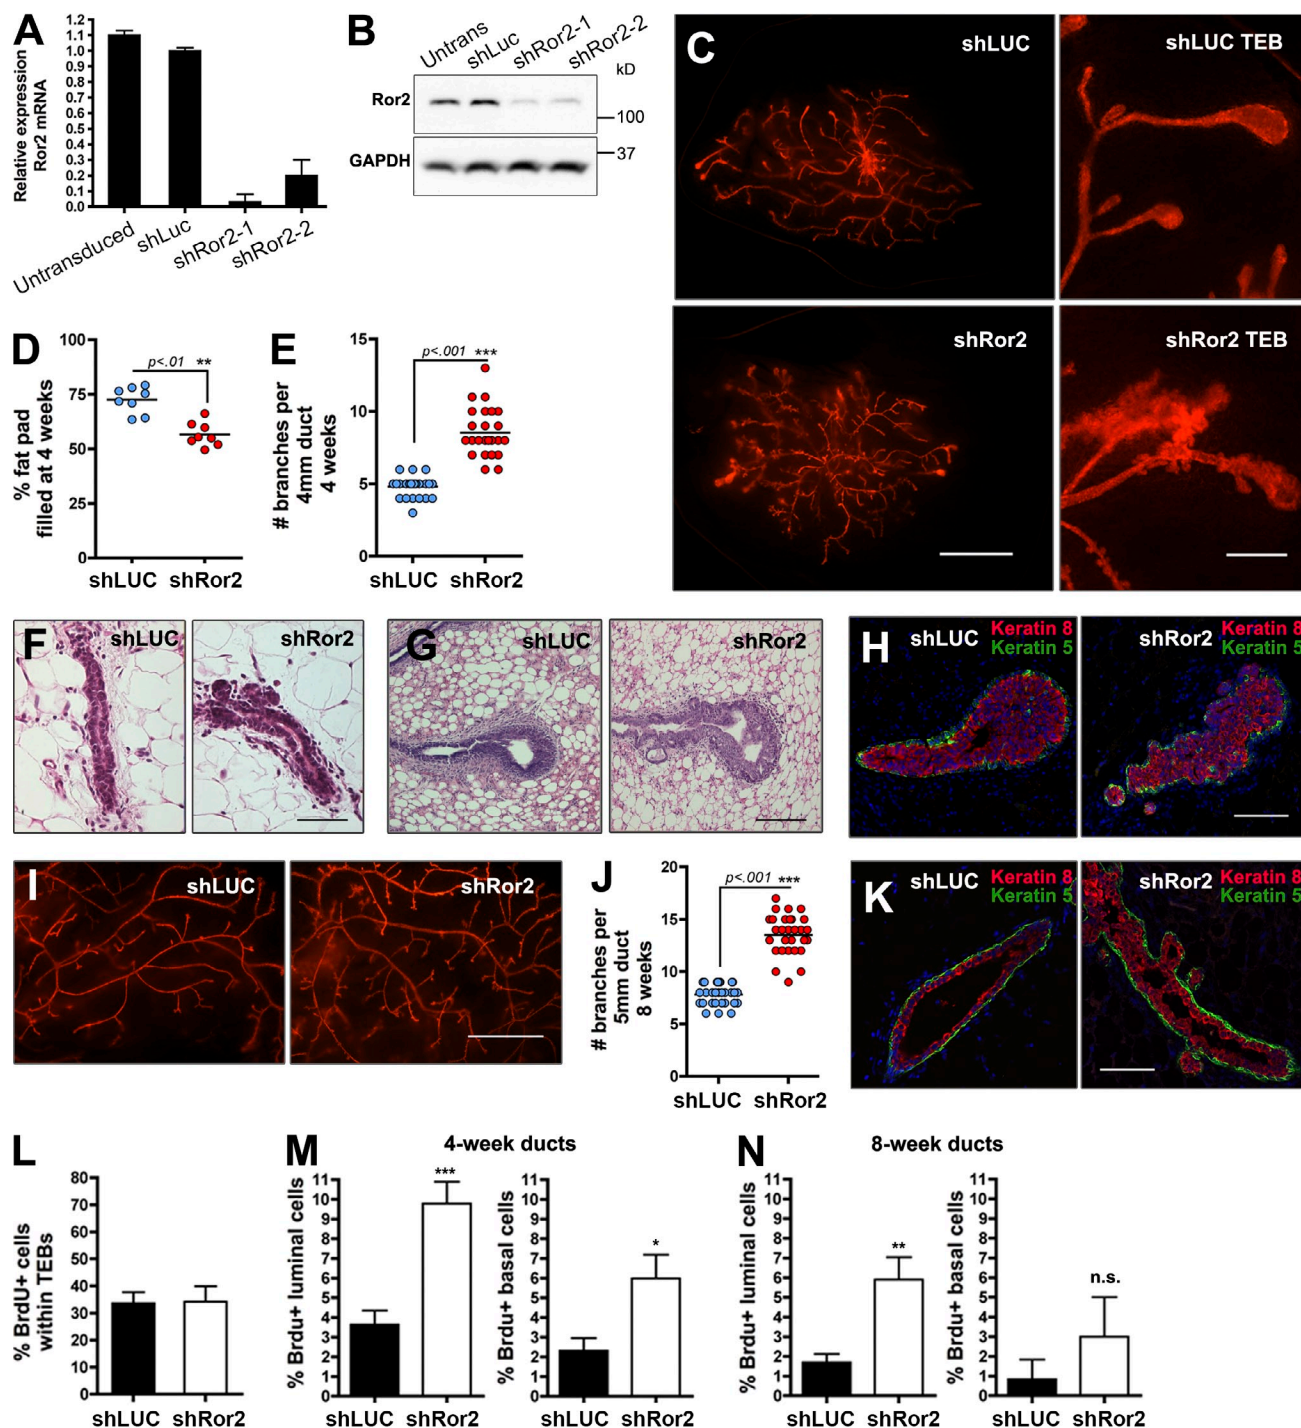 A
Relative expression
Ror2 mRNA
1.2
1.1
1.0
0.9
0.8
0.7
0.6
0.5
0.4
0.3
0.2
0.1
0.0
Untransduced
shLuc
shRor2-1
shRor2-2
B
Untrans
shLuc
shRor2-1
shRor2-2
kD
Ror2
100
GAPDH
37
C
shLUC
shLUC TEB
shRor2
shRor2 TEB
D
% fat pad
filled at 4 weeks
100
75
50
25
0
p<.01 **
shLUC
shRor2
E
# branches per
4mm duct
4 weeks
15
10
5
0
p<.001 ***
shLUC
shRor2
F
shLUC
shRor2
G
shLUC
shRor2
H
shLUC
Keratin 8
Keratin 5
shRor2
Keratin 8
Keratin 5
I
shLUC
shRor2
J
# branches per
5mm duct
8 weeks
20
15
10
5
0
p<.001 ***
shLUC
shRor2
K
shLUC
Keratin 8
Keratin 5
shRor2
Keratin 8
Keratin 5
L
% BrdU+ cells
within TEBs
80
70
60
50
40
30
20
10
0
shLUC
shRor2
M
4-week ducts
% Brdu+ luminal cells
11
10
9
8
7
6
5
4
3
2
1
0
***
shLUC
shRor2
% Brdu+ basal cells
11
10
9
8
7
6
5
4
3
2
1
0
*
shLUC
shRor2
N
8-week ducts
% Brdu+ luminal cells
11
10
9
8
7
6
5
4
3
2
1
0
**
shLUC
shRor2
% Brdu+ basal cells
11
10
9
8
7
6
5
4
3
2
1
0
n.s.
shLUC
shRor2